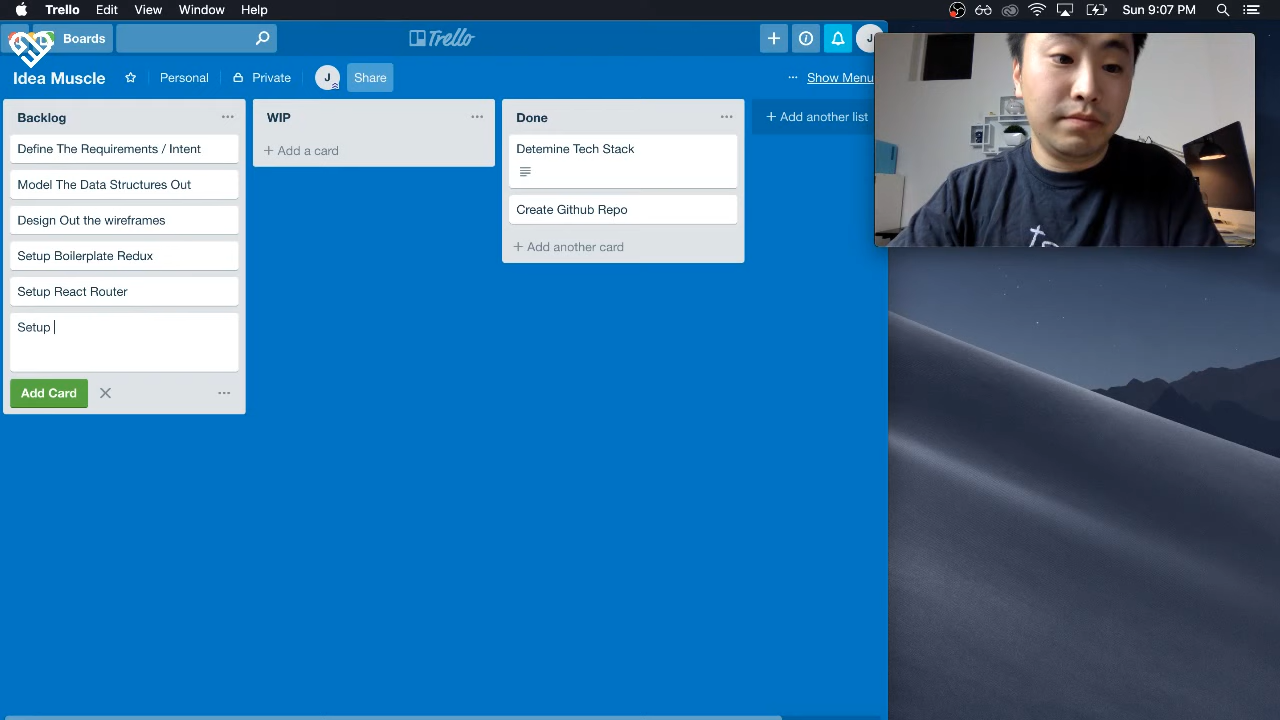 Trello Edit View Window Help
Sun 9:07 PM
Boards
Trello
J
Idea Muscle
Personal
Private
J
Share
Show Menu
Backlog
Define The Requirements / Intent
Model The Data Structures Out
Design Out the wireframes
Setup Boilerplate Redux
Setup React Router
Setup
Add Card
WIP
+ Add a card
Done
Detemine Tech Stack
Create Github Repo
+ Add another card
+ Add another list